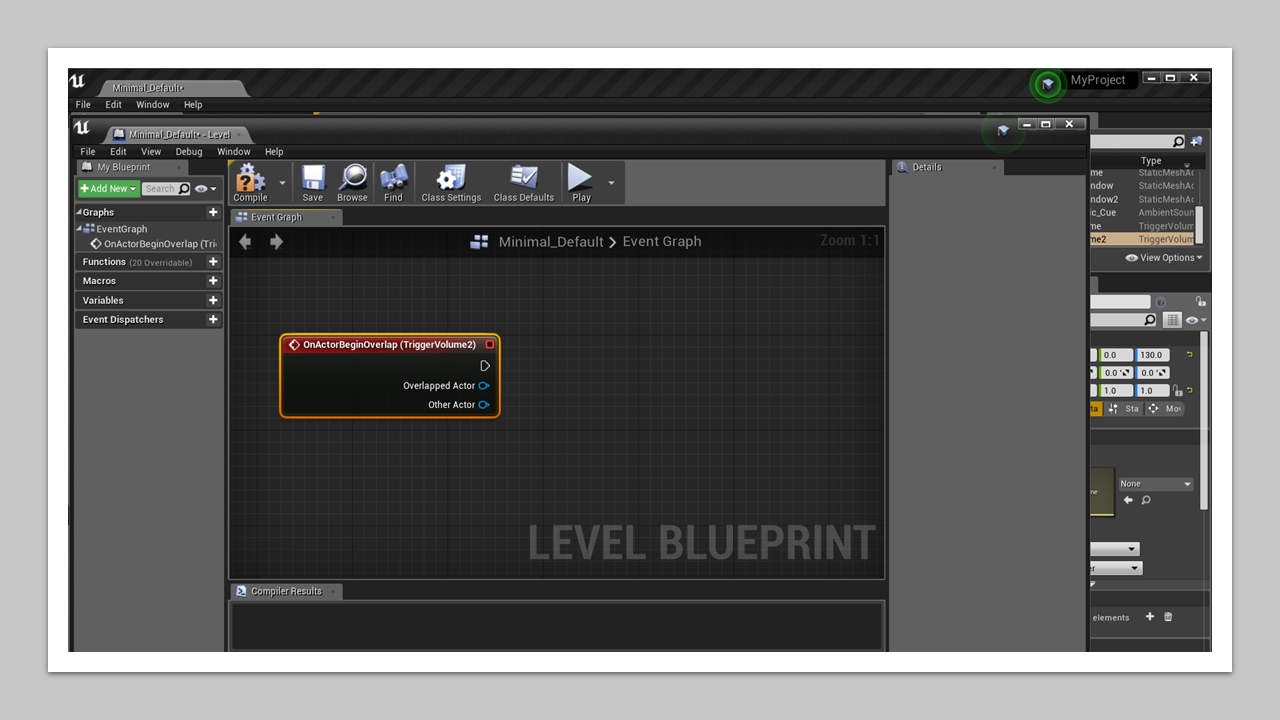 Minimal_Default*
MyProject
File Edit Window Help
Minimal_Default* - Level
File Edit View Debug Window Help
My Blueprint
Add New
Search
Compile Save Browse Find Class Settings Class Defaults Play
Details
Graphs
EventGraph
OnActorBeginOverlap (Tri
Functions (20 Overridable)
Macros
Variables
Event Dispatchers
Event Graph
Minimal_Default > Event Graph
Zoom 1:1
OnActorBeginOverlap (TriggerVolume2)
Overlapped Actor
Other Actor
LEVEL BLUEPRINT
Compiler Results
Type
me StaticMeshAc
ndow StaticMeshAc
ndow2 StaticMeshAc
ic_Cue AmbientSoun
me TriggerVolum
me2 TriggerVolum
View Options
0.0 130.0
0.0 0.0
1.0 1.0
ta Sta Mov
None
ne
er
elements